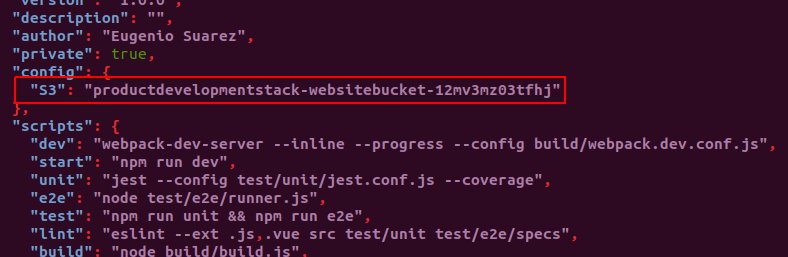 "version": "1.0.0",
"description": "",
"author": "Eugenio Suarez",
"private": true,
"config": {
"S3": "productdevelopmentstack-websitebucket-12mv3mz03tfhj"
},
"scripts": {
"dev": "webpack-dev-server --inline --progress --config build/webpack.dev.conf.js",
"start": "npm run dev",
"unit": "jest --config test/unit/jest.conf.js --coverage",
"e2e": "node test/e2e/runner.js",
"test": "npm run unit && npm run e2e",
"lint": "eslint --ext .js,.vue src test/unit test/e2e/specs",
"build": "node build/build.js",